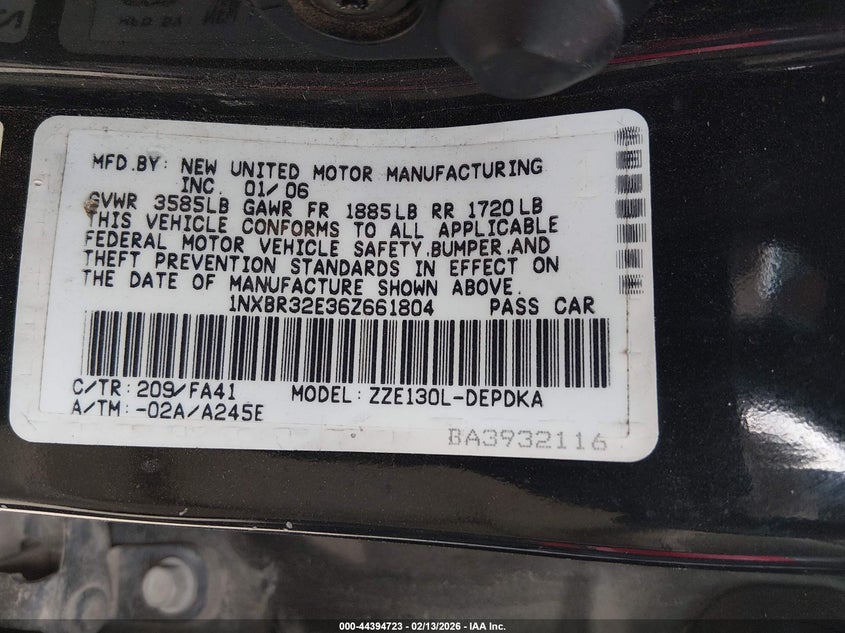 MFD.BY: NEW UNITED MOTOR MANUFACTURING
INC. 01/06
GVWR 3585LB GAWR FR 1885LB RR 1720LB
THIS VEHICLE CONFORMS TO ALL APPLICABLE
FEDERAL MOTOR VEHICLE SAFETY,BUMPER,AND
THEFT PREVENTION STANDARDS IN EFFECT ON
THE DATE OF MANUFACTURE SHOWN ABOVE.
1NXBR32E36Z661804 PASS CAR
C/TR: 209/FA41 MODEL: ZZE130L-DEPDKA
A/TM: -02A/A245E
BA3932116
000-44394723 | 02/13/2026 - IAA Inc.